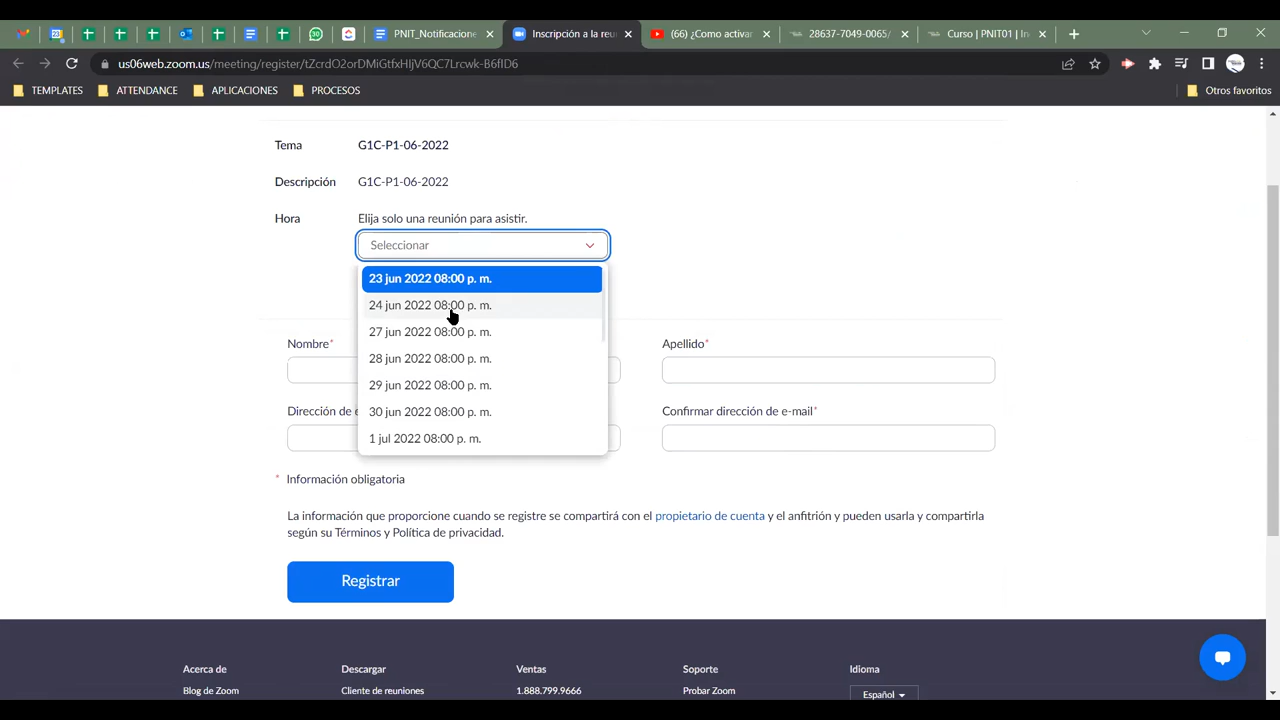 PNIT_Notificacione
Inscripción a la reu
(66) ¿Como activar
28637-7049-0065/
Curso | PNIT01 | In
us06web.zoom.us/meeting/register/tZcrdO2orDMiGtfxHIjV6QC7Lrcwk-B6fID6
TEMPLATES
ATTENDANCE
APLICACIONES
PROCESOS
Otros favoritos
Tema G1C-P1-06-2022
Descripción G1C-P1-06-2022
Hora Elija solo una reunión para asistir.
Seleccionar
23 jun 2022 08:00 p. m.
24 jun 2022 08:00 p. m.
27 jun 2022 08:00 p. m.
28 jun 2022 08:00 p. m.
29 jun 2022 08:00 p. m.
30 jun 2022 08:00 p. m.
1 jul 2022 08:00 p. m.
Nombre*
Apellido*
Dirección de e
Confirmar dirección de e-mail*
* Información obligatoria
La información que proporcione cuando se registre se compartirá con el propietario de cuenta y el anfitrión y pueden usarla y compartirla
según su Términos y Política de privacidad.
Registrar
Acerca de
Descargar
Ventas
Soporte
Idioma
Blog de Zoom
Cliente de reuniones
1.888.799.9666
Probar Zoom
Español